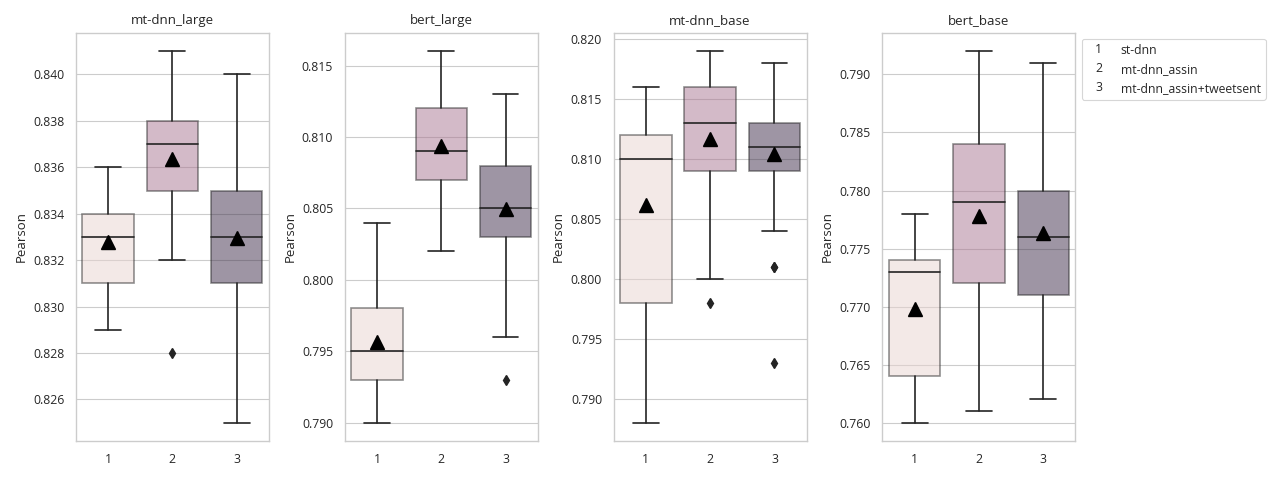 mt-dnn_large
bert_large
mt-dnn_base
bert_base
Pearson
0.840
0.838
0.836
0.834
0.832
0.830
0.828
0.826
1 2 3
Pearson
0.815
0.810
0.805
0.800
0.795
0.790
1 2 3
Pearson
0.820
0.815
0.810
0.805
0.800
0.795
0.790
1 2 3
Pearson
0.790
0.785
0.780
0.775
0.770
0.765
0.760
1 2 3
1 st-dnn
2 mt-dnn_assin
3 mt-dnn_assin+tweetsent